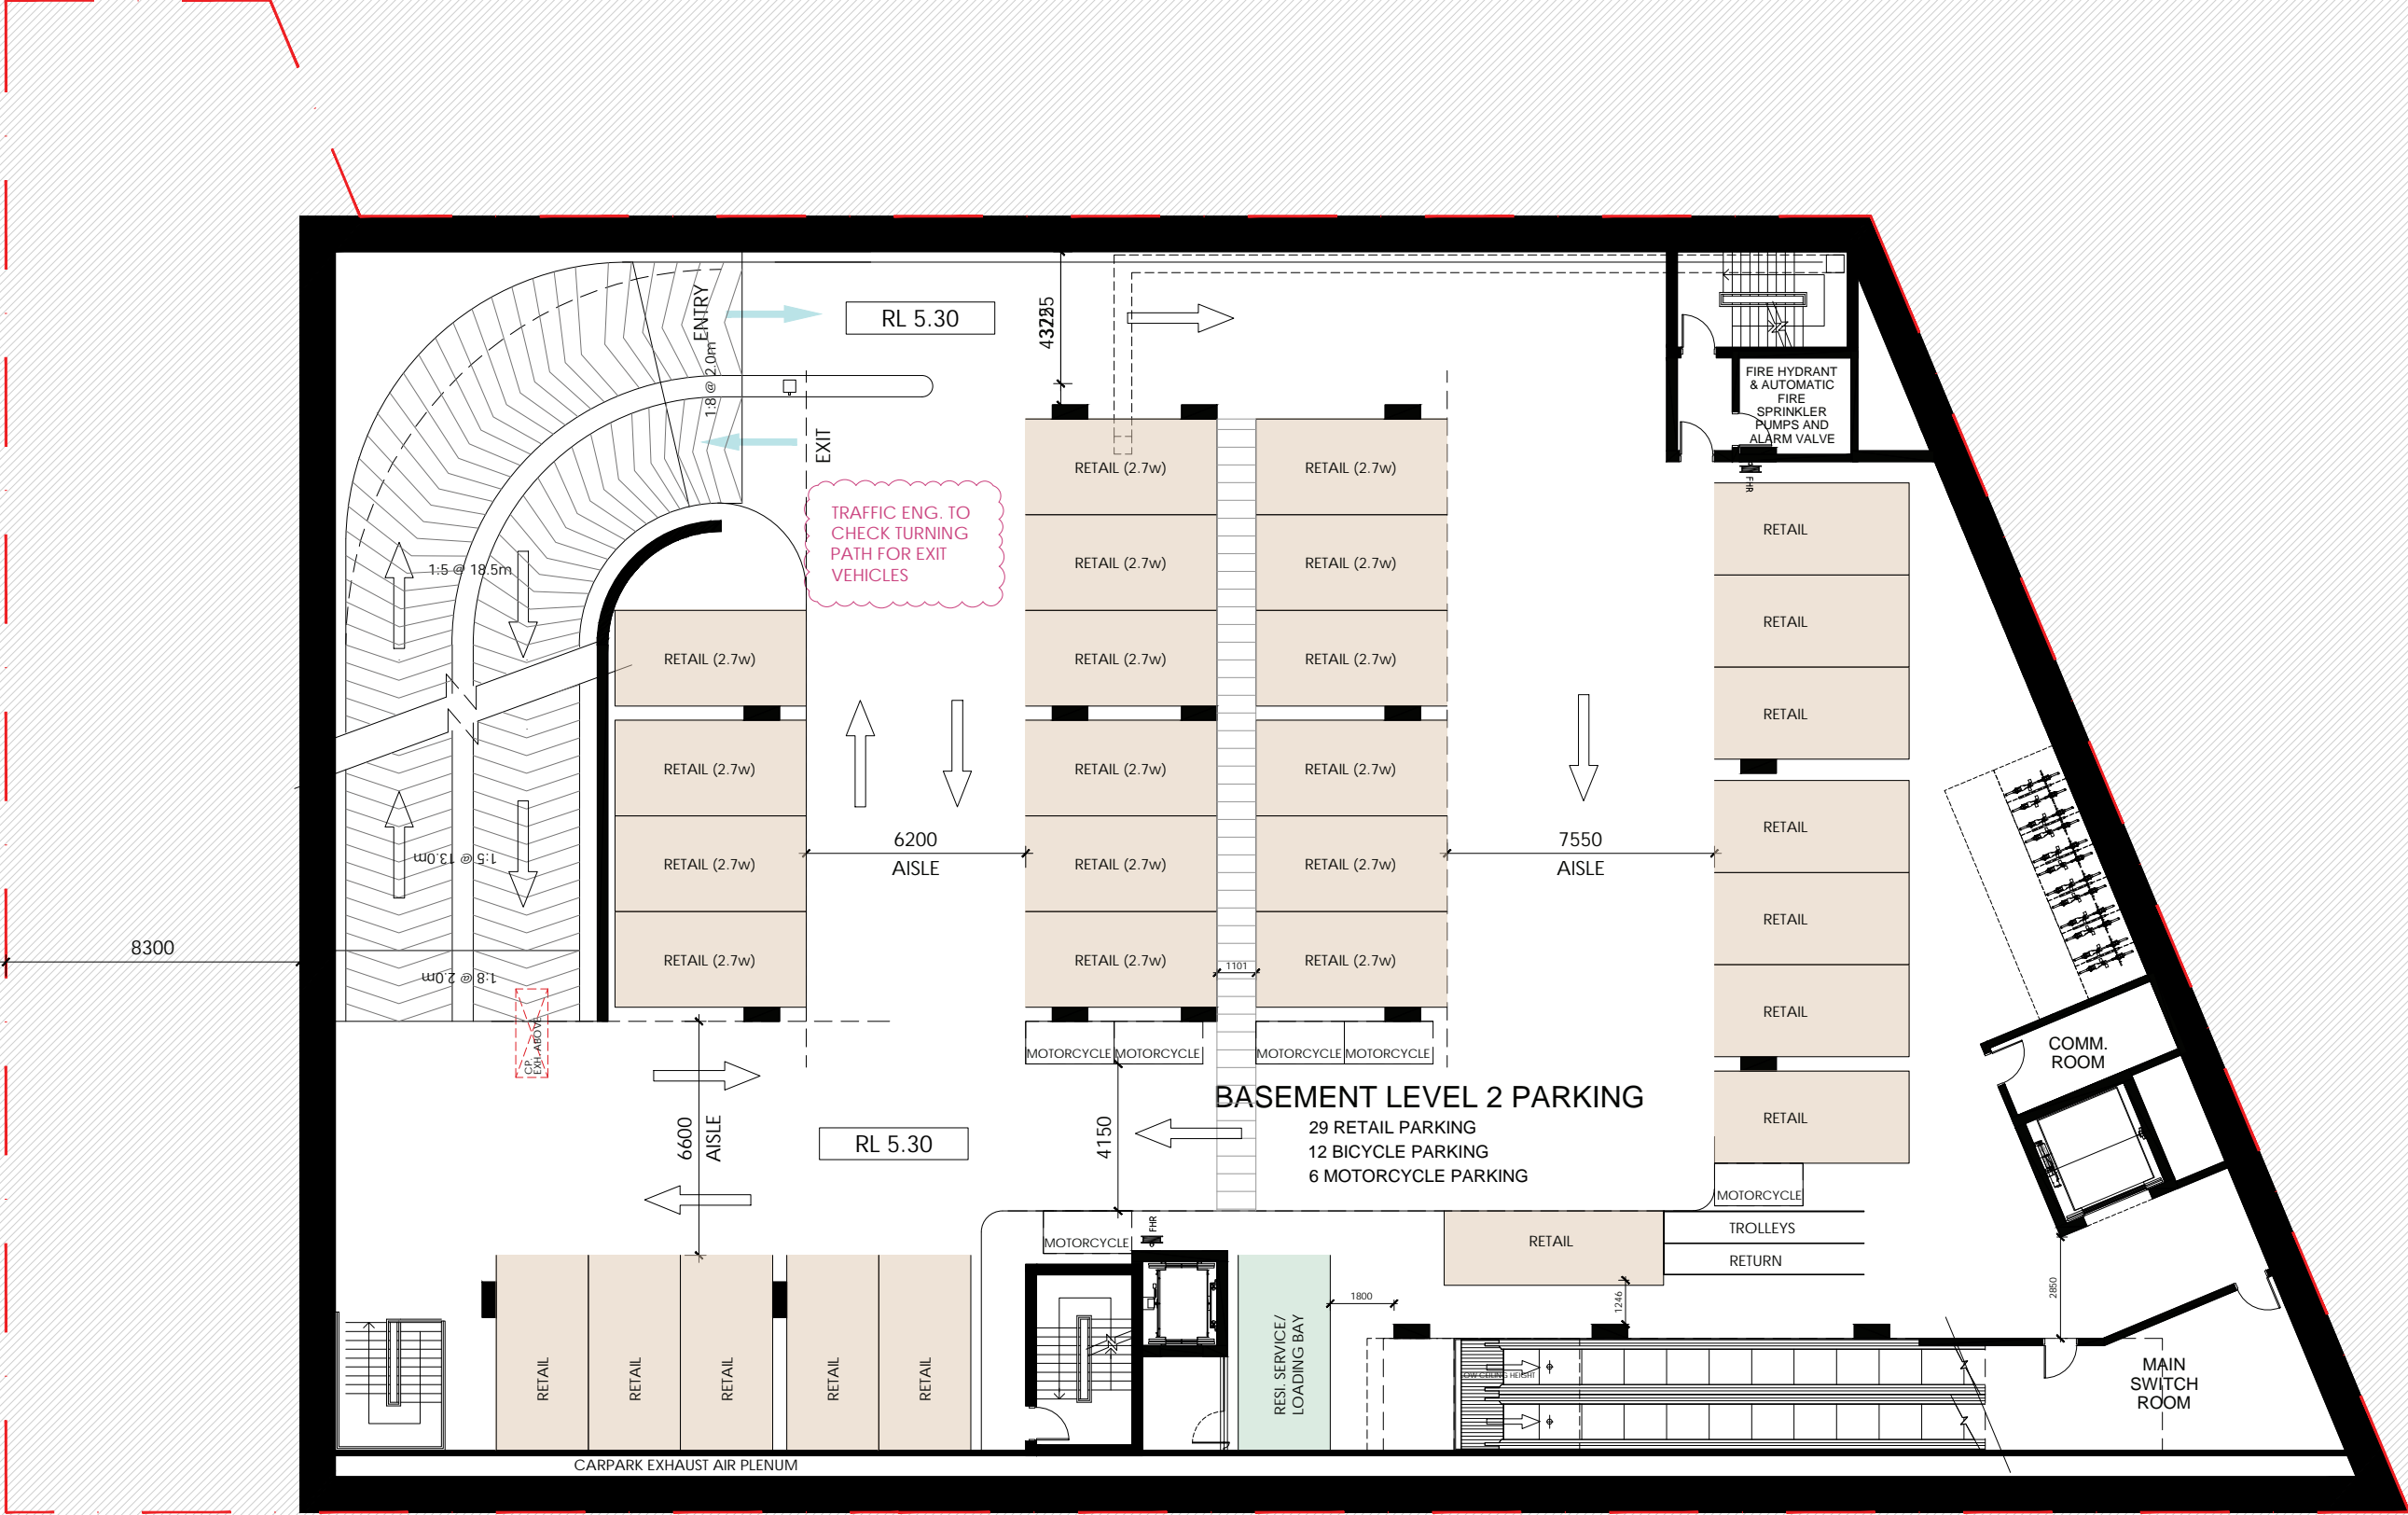 ENTRY
RL 5.30
1:8 @ 2.0m
EXIT
FIRE HYDRANT
& AUTOMATIC
FIRE
SPRINKLER
PUMPS AND
ALARM VALVE
FHR
TRAFFIC ENG. TO
CHECK TURNING
PATH FOR EXIT
VEHICLES
1:5 @ 18.5m
RETAIL (2.7w)
RETAIL (2.7w)
RETAIL
RETAIL (2.7w)
RETAIL (2.7w)
RETAIL
RETAIL (2.7w)
RETAIL (2.7w)
RETAIL (2.7w)
RETAIL
RETAIL (2.7w)
RETAIL (2.7w)
RETAIL (2.7w)
RETAIL
6200
AISLE
7550
AISLE
1:5 @ 13.0m
RETAIL (2.7w)
RETAIL (2.7w)
RETAIL (2.7w)
RETAIL
8300
1:8 @ 2.0m
RETAIL (2.7w)
RETAIL (2.7w)
RETAIL (2.7w)
1101
RETAIL
C.P.
EXH. ABOVE
MOTORCYCLE
MOTORCYCLE
MOTORCYCLE
MOTORCYCLE
COMM.
ROOM
BASEMENT LEVEL 2 PARKING
29 RETAIL PARKING
12 BICYCLE PARKING
6 MOTORCYCLE PARKING
RETAIL
6600
AISLE
RL 5.30
4150
MOTORCYCLE
MOTORCYCLE
FHR
RETAIL
TROLLEYS
RETURN
2850
1800
1246
RETAIL
RETAIL
RETAIL
RETAIL
RETAIL
RESI. SERVICE/
LOADING BAY
MAIN
SWITCH
ROOM
CARPARK EXHAUST AIR PLENUM